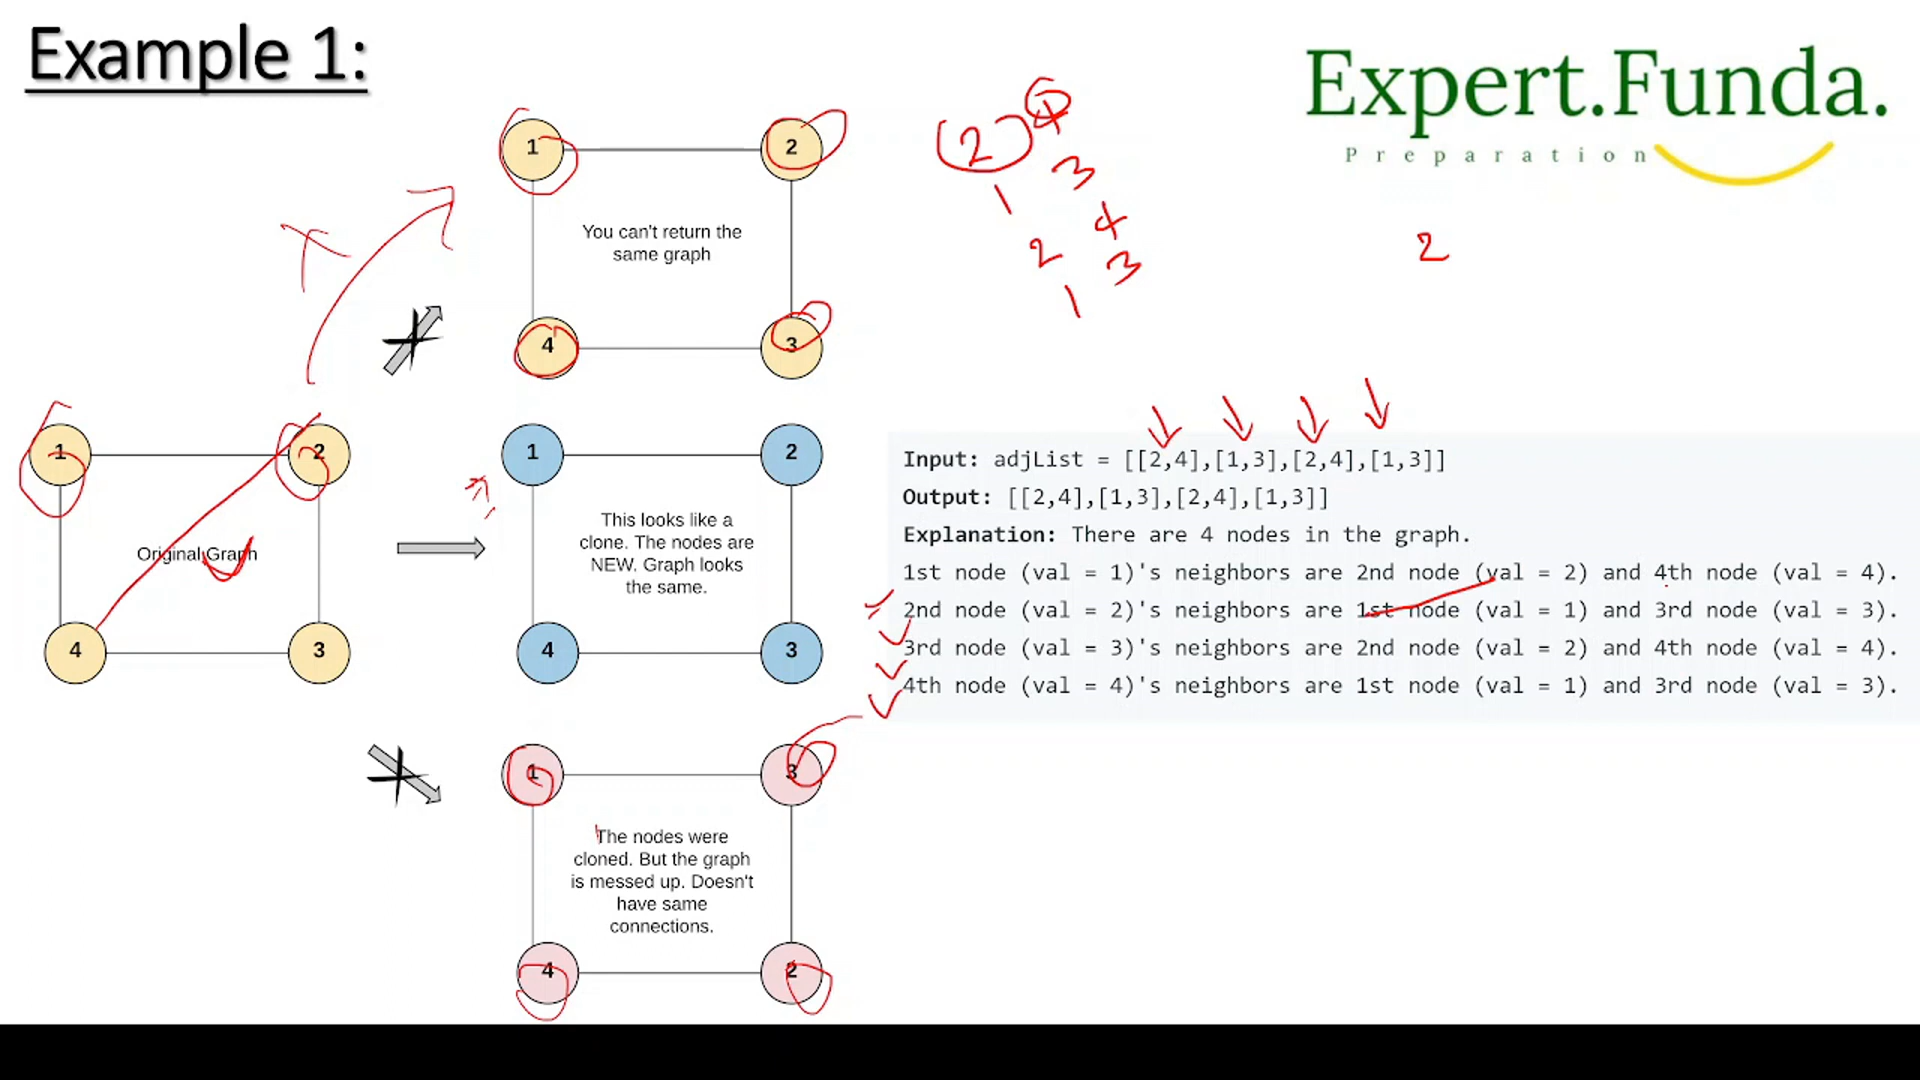 Example 1:
Expert.Funda.
Preparation
1
2
You can't return the
same graph
4
3
2 4
1 3
2 4
1 3
2
1
2
Original Graph
4
3
1
2
This looks like a
clone. The nodes are
NEW. Graph looks
the same.
4
3
Input: adjList = [[2,4],[1,3],[2,4],[1,3]]
Output: [[2,4],[1,3],[2,4],[1,3]]
Explanation: There are 4 nodes in the graph.
1st node (val = 1)'s neighbors are 2nd node (val = 2) and 4th node (val = 4).
2nd node (val = 2)'s neighbors are 1st node (val = 1) and 3rd node (val = 3).
3rd node (val = 3)'s neighbors are 2nd node (val = 2) and 4th node (val = 4).
4th node (val = 4)'s neighbors are 1st node (val = 1) and 3rd node (val = 3).
1
3
The nodes were
cloned. But the graph
is messed up. Doesn't
have same
connections.
4
2